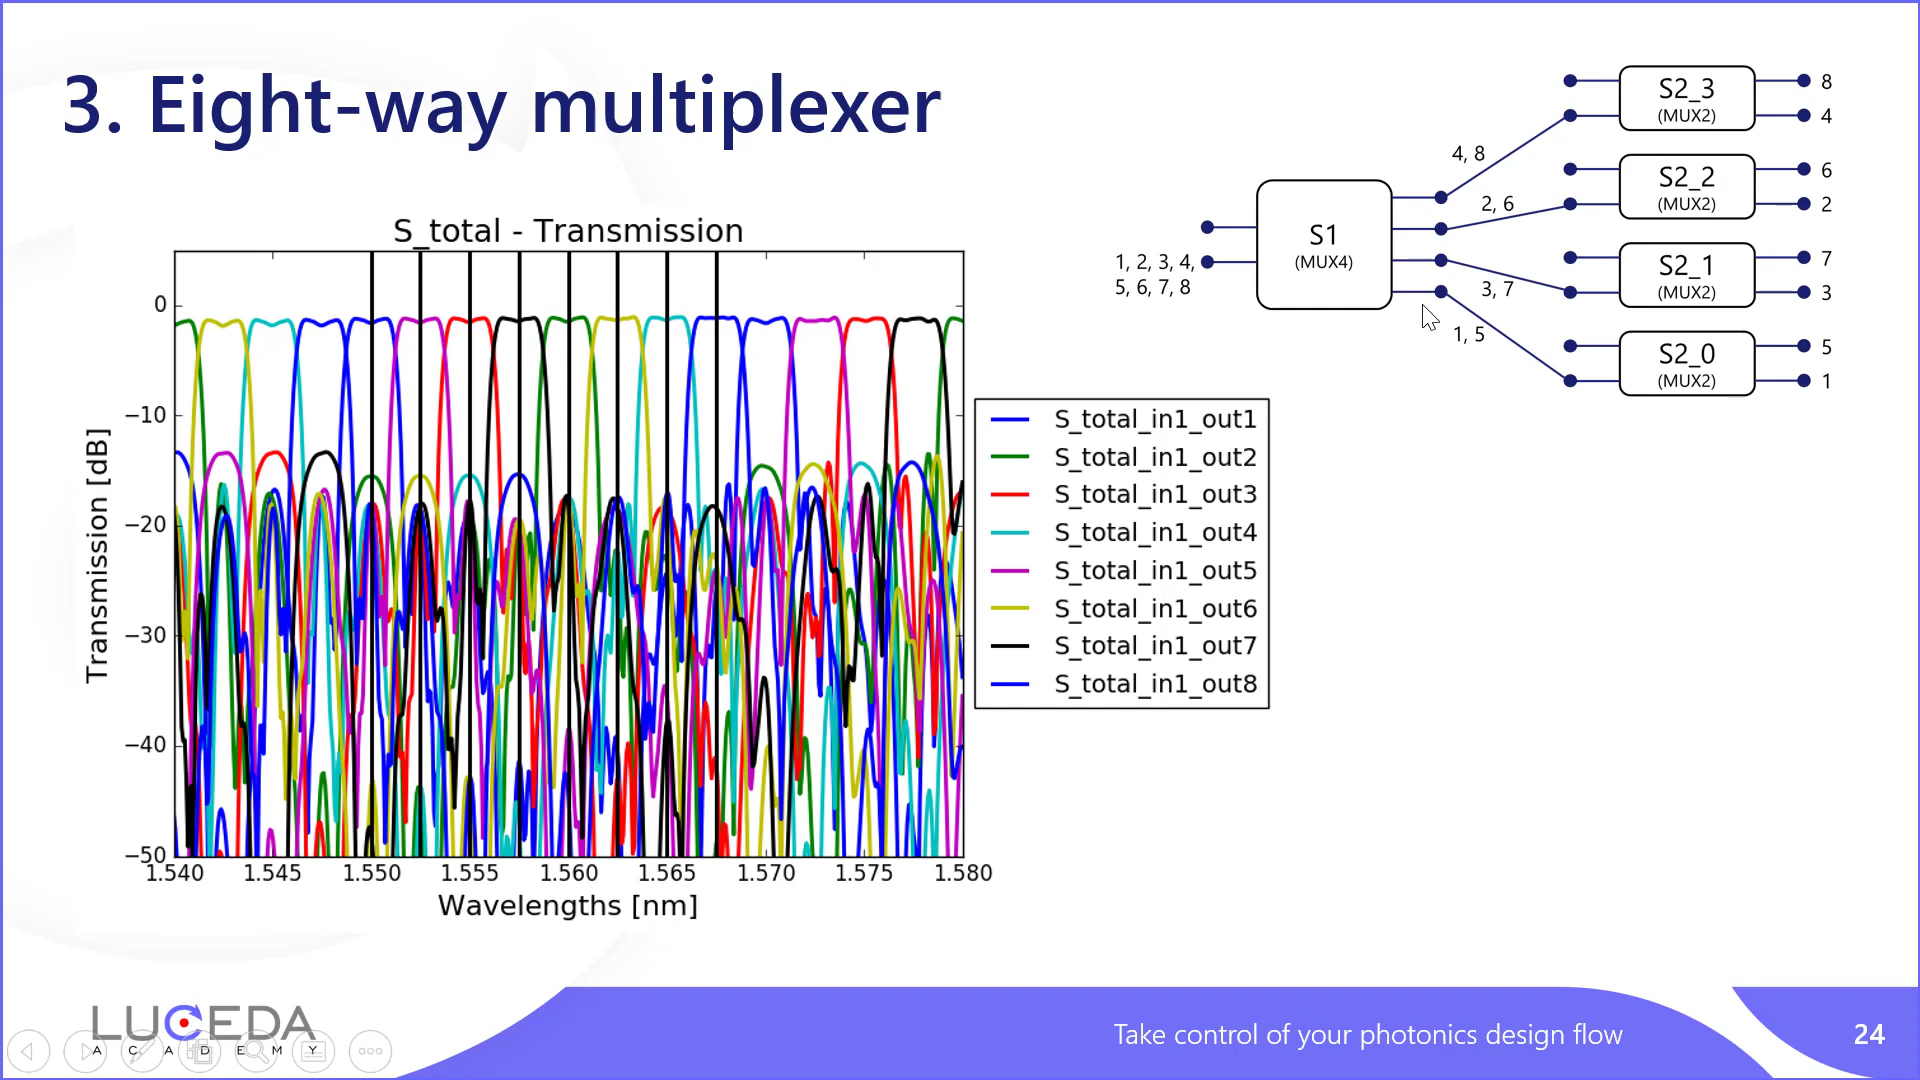 3. Eight-way multiplexer
S_total - Transmission
0
−10
−20
−30
−40
−50
Transmission [dB]
1.540 1.545 1.550 1.555 1.560 1.565 1.570 1.575 1.580
Wavelengths [nm]
S_total_in1_out1
S_total_in1_out2
S_total_in1_out3
S_total_in1_out4
S_total_in1_out5
S_total_in1_out6
S_total_in1_out7
S_total_in1_out8
1, 2, 3, 4,
5, 6, 7, 8
S1
(MUX4)
4, 8
2, 6
3, 7
1, 5
S2_3
(MUX2)
8
4
S2_2
(MUX2)
6
2
S2_1
(MUX2)
7
3
S2_0
(MUX2)
5
1
LUCEDA
ACADEMY
Take control of your photonics design flow
24